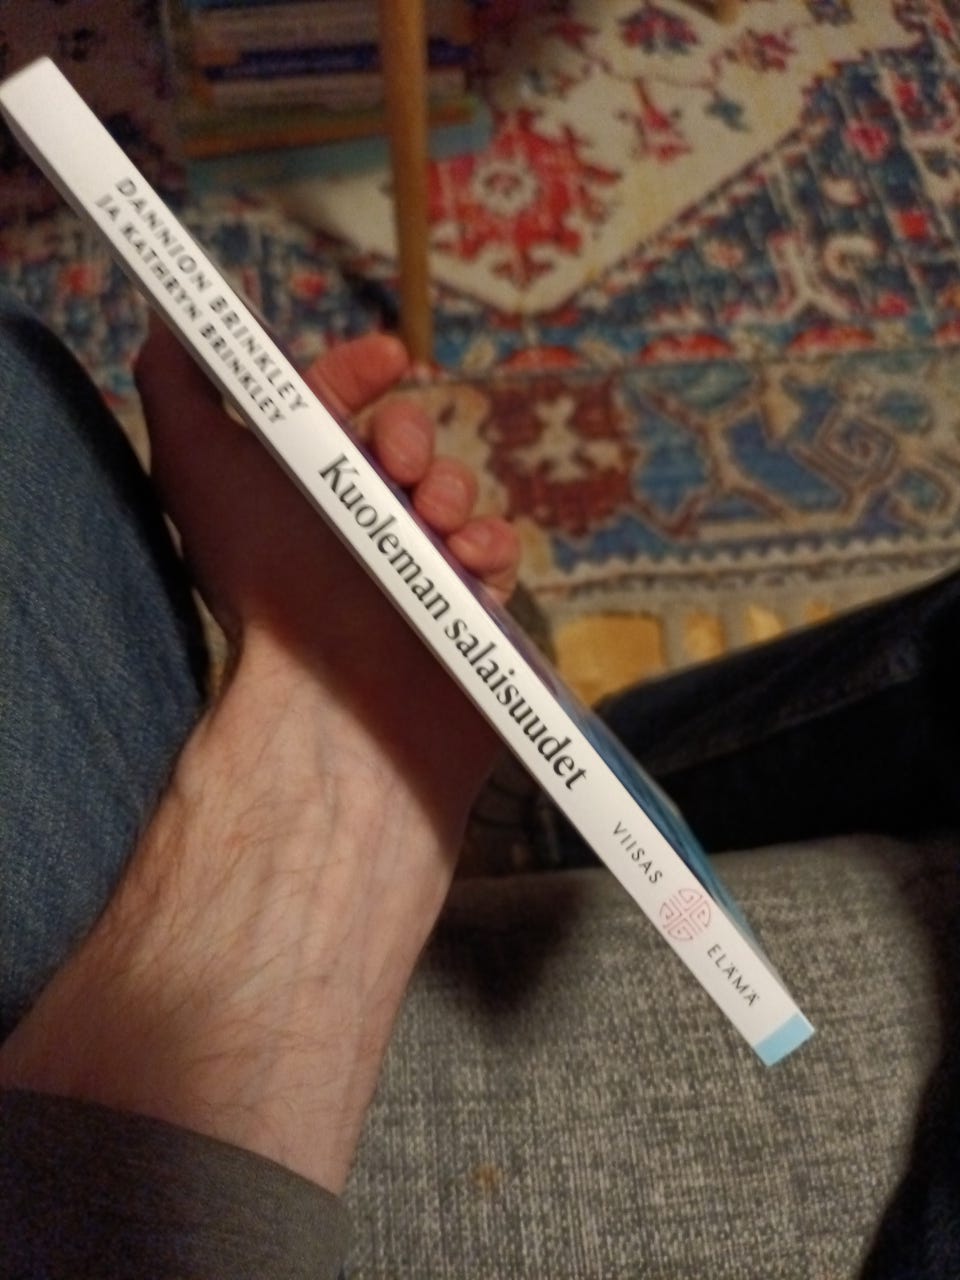 DANNION BRINKLEY
JA KATHRYN BRINKLEY
Kuoleman salaisuudet
VIISAS ELÄMÄ